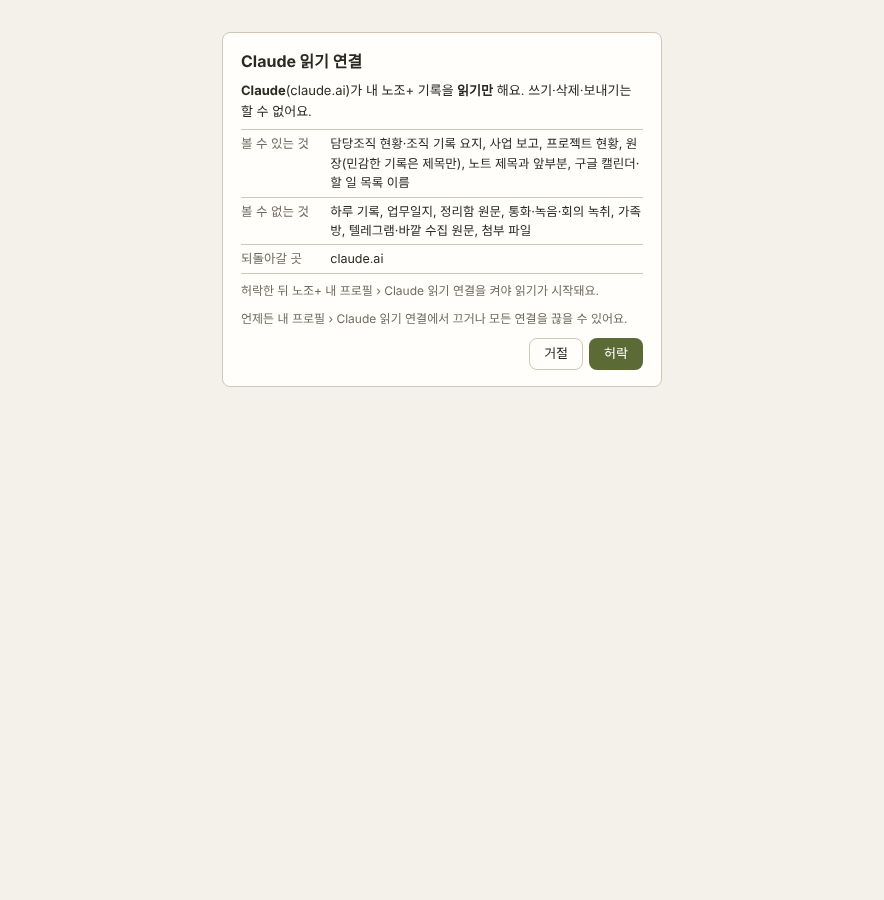 Claude 읽기 연결
Claude(claude.ai)가 내 노조+ 기록을 읽기만 해요. 쓰기·삭제·보내기는
할 수 없어요.
볼 수 있는 것 담당조직 현황·조직 기록 요지, 사업 보고, 프로젝트 현황, 원
장(민감한 기록은 제목만), 노트 제목과 앞부분, 구글 캘린더·
할 일 목록 이름
볼 수 없는 것 하루 기록, 업무일지, 정리함 원문, 통화·녹음·회의 녹취, 가족
방, 텔레그램·바깥 수집 원문, 첨부 파일
되돌아갈 곳 claude.ai
허락한 뒤 노조+ 내 프로필 › Claude 읽기 연결을 켜야 읽기가 시작돼요.
언제든 내 프로필 › Claude 읽기 연결에서 끄거나 모든 연결을 끊을 수 있어요.
거절 허락